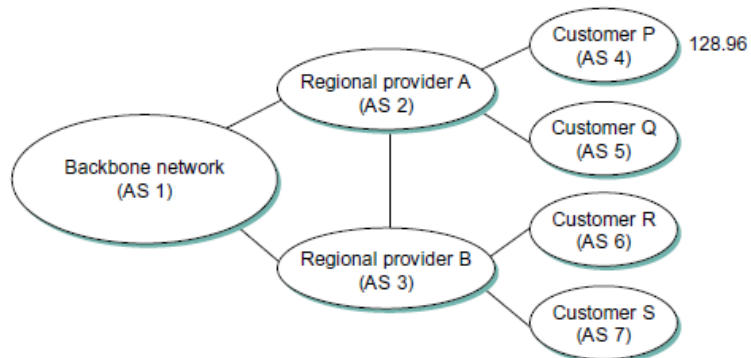 Customer P
(AS 4)
128.96
Regional provider A
(AS 2)
Customer Q
(AS 5)
Backbone network
(AS 1)
Customer R
(AS 6)
Regional provider B
(AS 3)
Customer S
(AS 7)